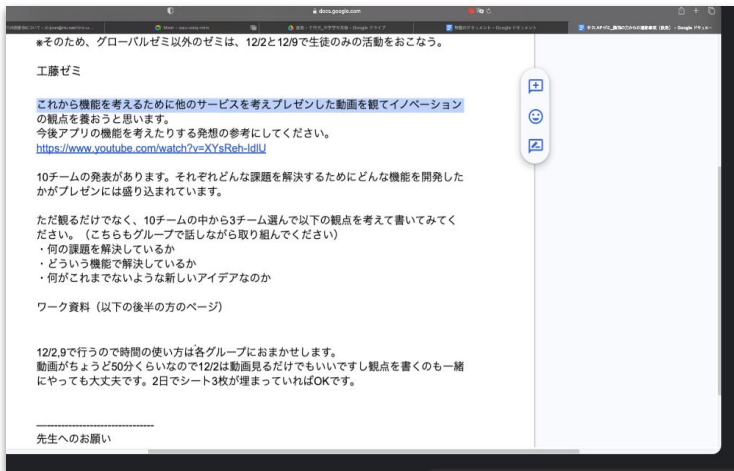 docs.google.com
※そのため、グローバルゼミ以外のゼミは、12/2と12/9で生徒のみの活動をおこなう。
工藤ゼミ
これから機能を考えるために他のサービスを考えプレゼンした動画を観てイノベーション
の観点を養おうと思います。
今後アプリの機能を考えたりする発想の参考にしてください。
https://www.youtube.com/watch?v=XYsReh-IdlU
10チームの発表があります。それぞれどんな課題を解決するためにどんな機能を開発した
かがプレゼンには盛り込まれています。
ただ観るだけでなく、10チームの中から3チーム選んで以下の観点を考えて書いてみてく
ださい。（こちらもグループで話しながら取り組んでください）
・何の課題を解決しているか
・どういう機能で解決しているか
・何がこれまでないような新しいアイデアなのか
ワーク資料（以下の後半の方のページ）
12/2,9で行うので時間の使い方は各グループにおまかせします。
動画がちょうど50分くらいなので12/2は動画見るだけでもいいですし観点を書くのも一緒
にやっても大丈夫です。2日でシート3枚が埋まっていればOKです。
-------------------------------
先生へのお願い